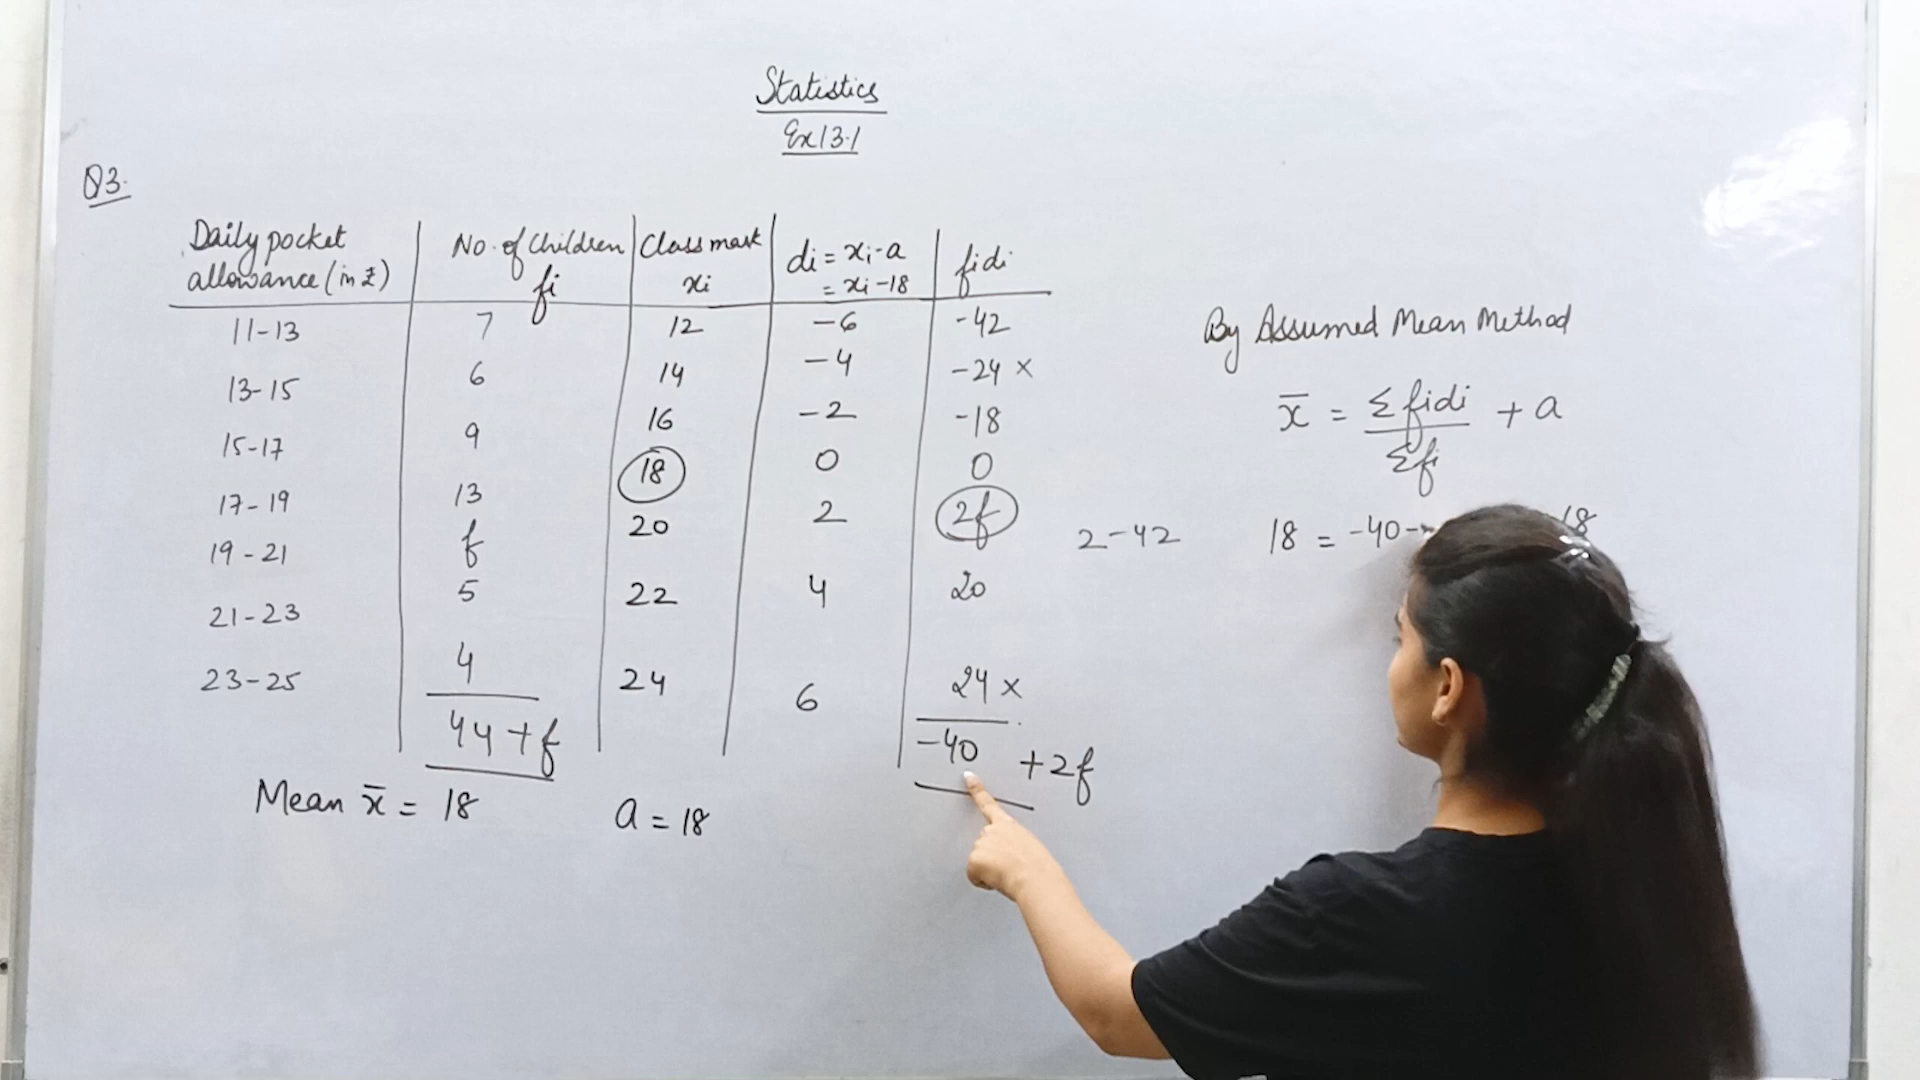 Statistics
Ex 13.1
Q3.
Daily pocket allowance (in ₹) | No. of Children fi | Class mark xi | di = xi - a = xi - 18 | fidi
11-13 7 12 -6 -42
13-15 6 14 -4 -24 ×
15-17 9 16 -2 -18
17-19 13 18 0 0
19-21 f 20 2 2f
21-23 5 22 4 20
23-25 4 24 6 24 ×
44 + f -40 + 2f
Mean x̄ = 18 a = 18
By Assumed Mean Method
x̄ = Σfidi / Σfi + a
2-42
18 = -40 18